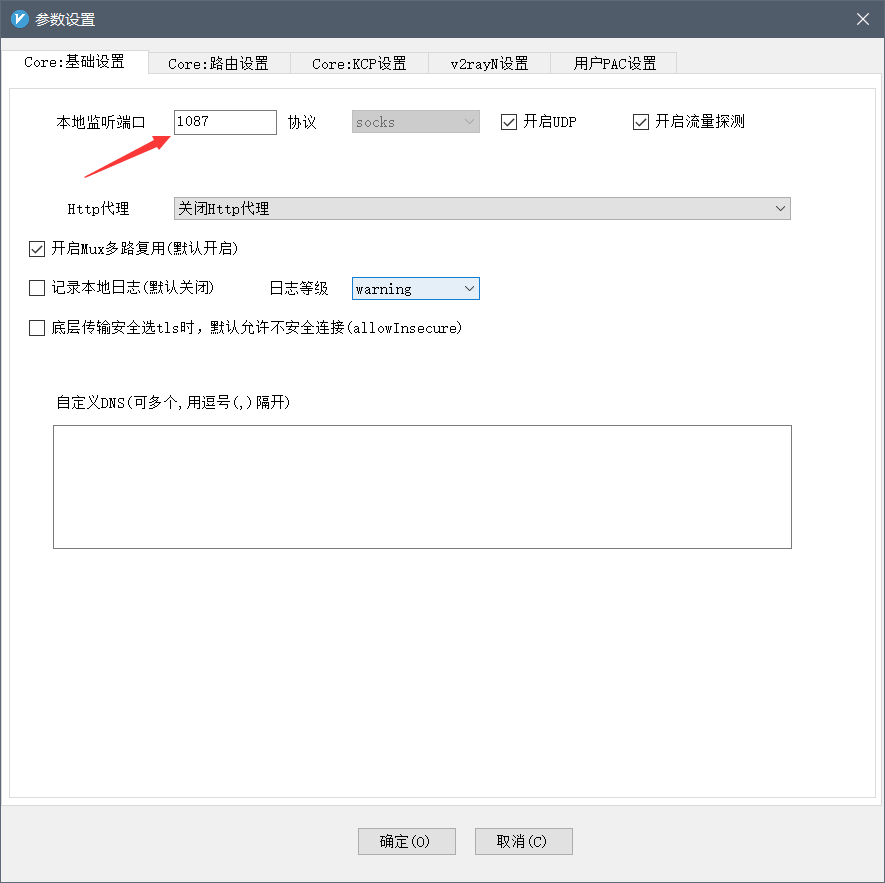 参数设置
Core:基础设置 Core:路由设置 Core:KCP设置 v2rayN设置 用户PAC设置
本地监听端口 1087 协议 socks 开启UDP 开启流量探测
Http代理 关闭Http代理
开启Mux多路复用(默认开启)
记录本地日志(默认关闭) 日志等级 warning
底层传输安全选tls时，默认允许不安全连接(allowInsecure)
自定义DNS(可多个,用逗号(,)隔开)
确定(O) 取消(C)